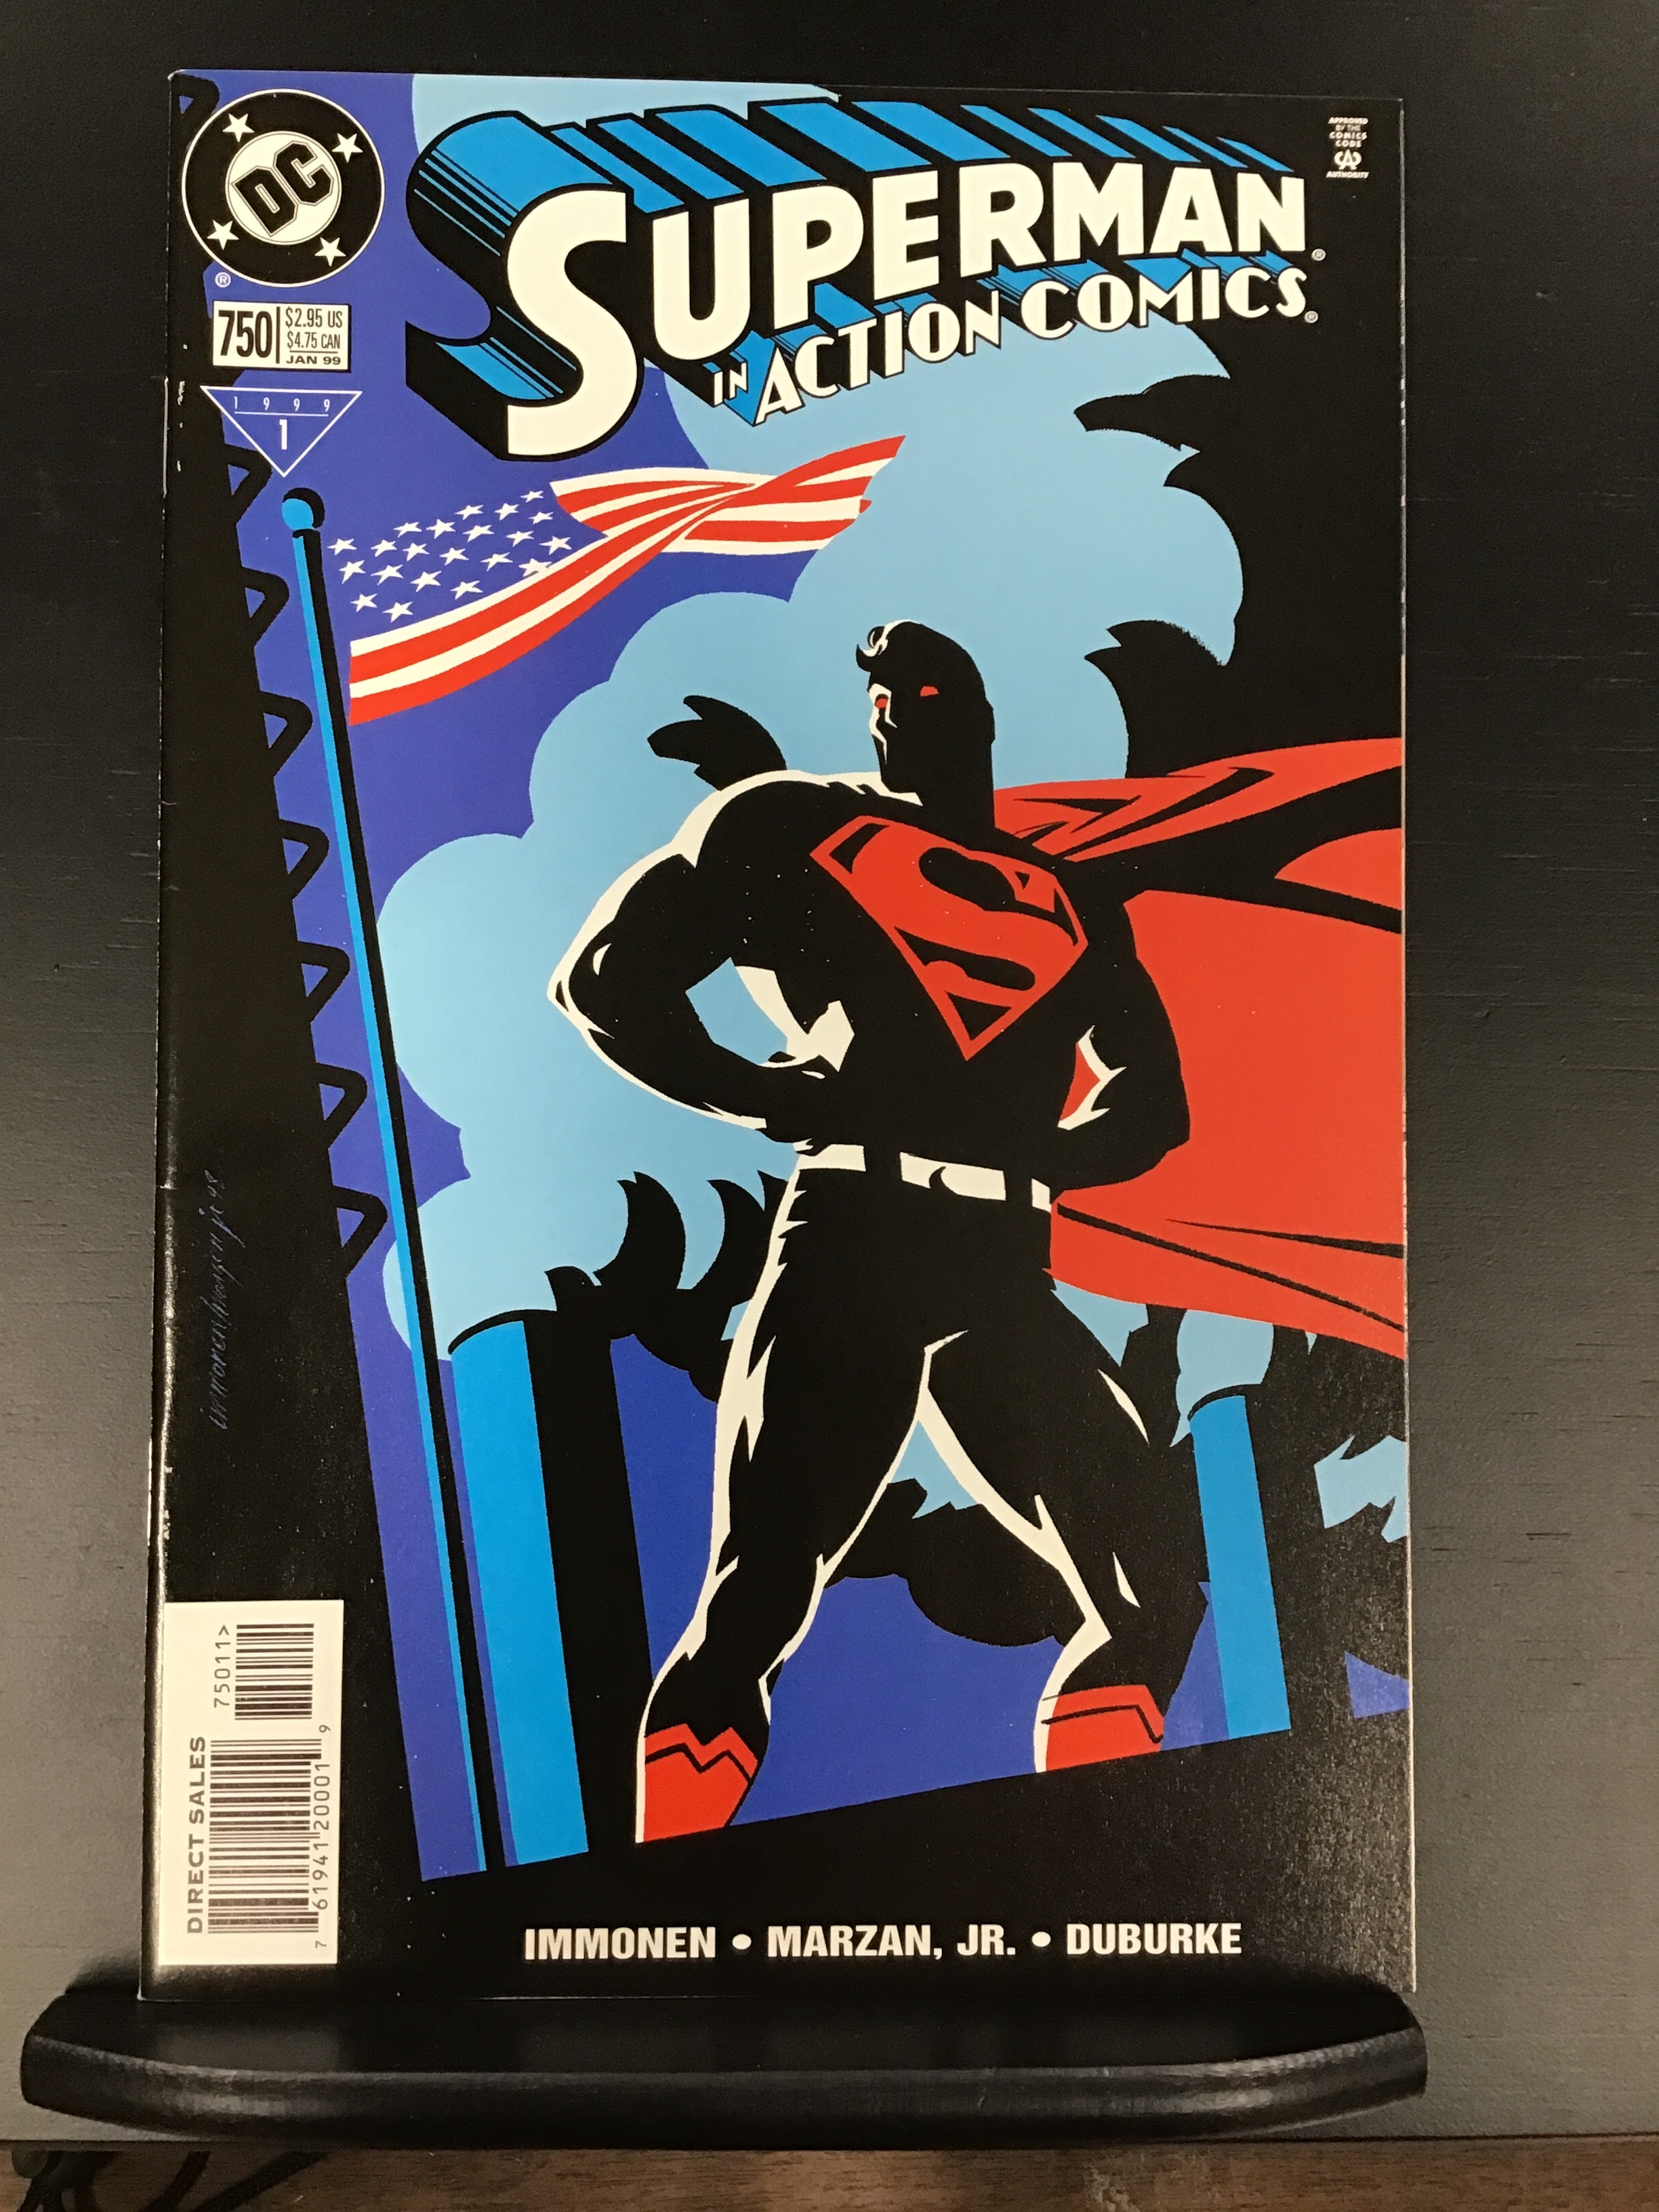 DC
®
SUPERMAN®
IN ACTION COMICS®
APPROVED
BY THE
COMICS
CODE
CA
AUTHORITY
750
$2.95 US
$4.75 CAN
JAN 99
1999
1
S
DIRECT SALES
75011>
7 61941 20001 9
IMMONEN • MARZAN, JR. • DUBURKE